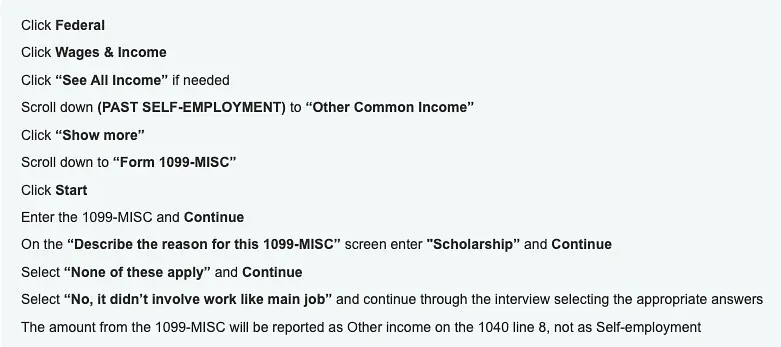 Click Federal
Click Wages & Income
Click “See All Income” if needed
Scroll down (PAST SELF-EMPLOYMENT) to “Other Common Income”
Click “Show more”
Scroll down to “Form 1099-MISC”
Click Start
Enter the 1099-MISC and Continue
On the “Describe the reason for this 1099-MISC” screen enter "Scholarship” and Continue
Select “None of these apply” and Continue
Select “No, it didn’t involve work like main job” and continue through the interview selecting the appropriate answers
The amount from the 1099-MISC will be reported as Other income on the 1040 line 8, not as Self-employment